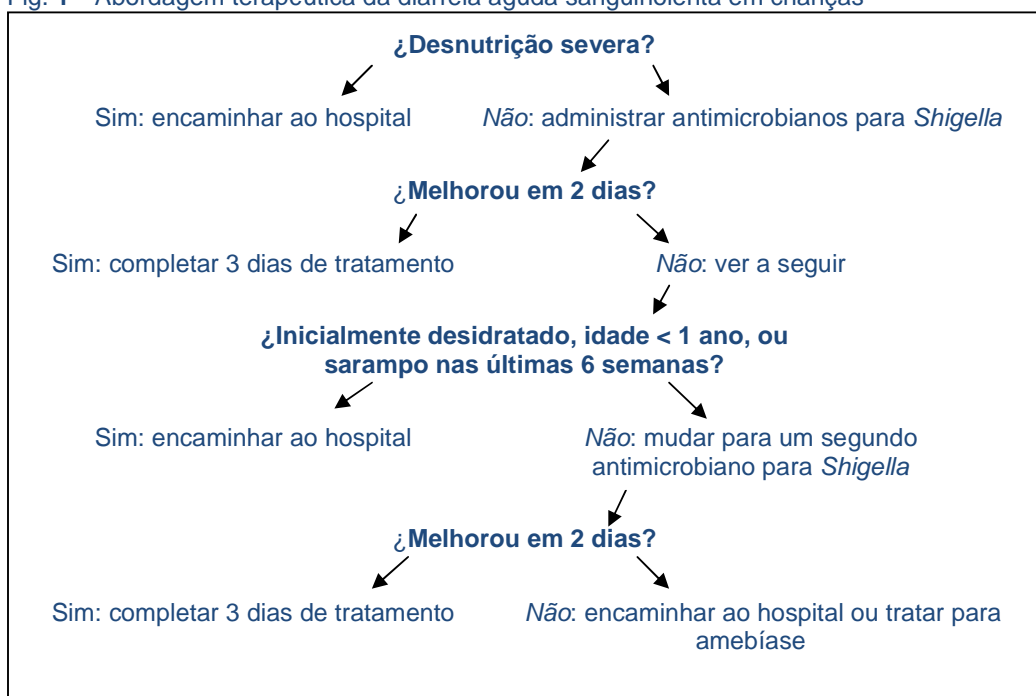 Fig. 1 – Abordagem terapêutica da diarreia aguda sanguinolenta em crianças
¿Desnutrição severa?
Sim: encaminhar ao hospital Não: administrar antimicrobianos para Shigella
¿Melhorou em 2 dias?
Sim: completar 3 dias de tratamento Não: ver a seguir
¿Inicialmente desidratado, idade < 1 ano, ou
sarampo nas últimas 6 semanas?
Sim: encaminhar ao hospital Não: mudar para um segundo
antimicrobiano para Shigella
¿Melhorou em 2 dias?
Sim: completar 3 dias de tratamento Não: encaminhar ao hospital ou tratar para
amebíase